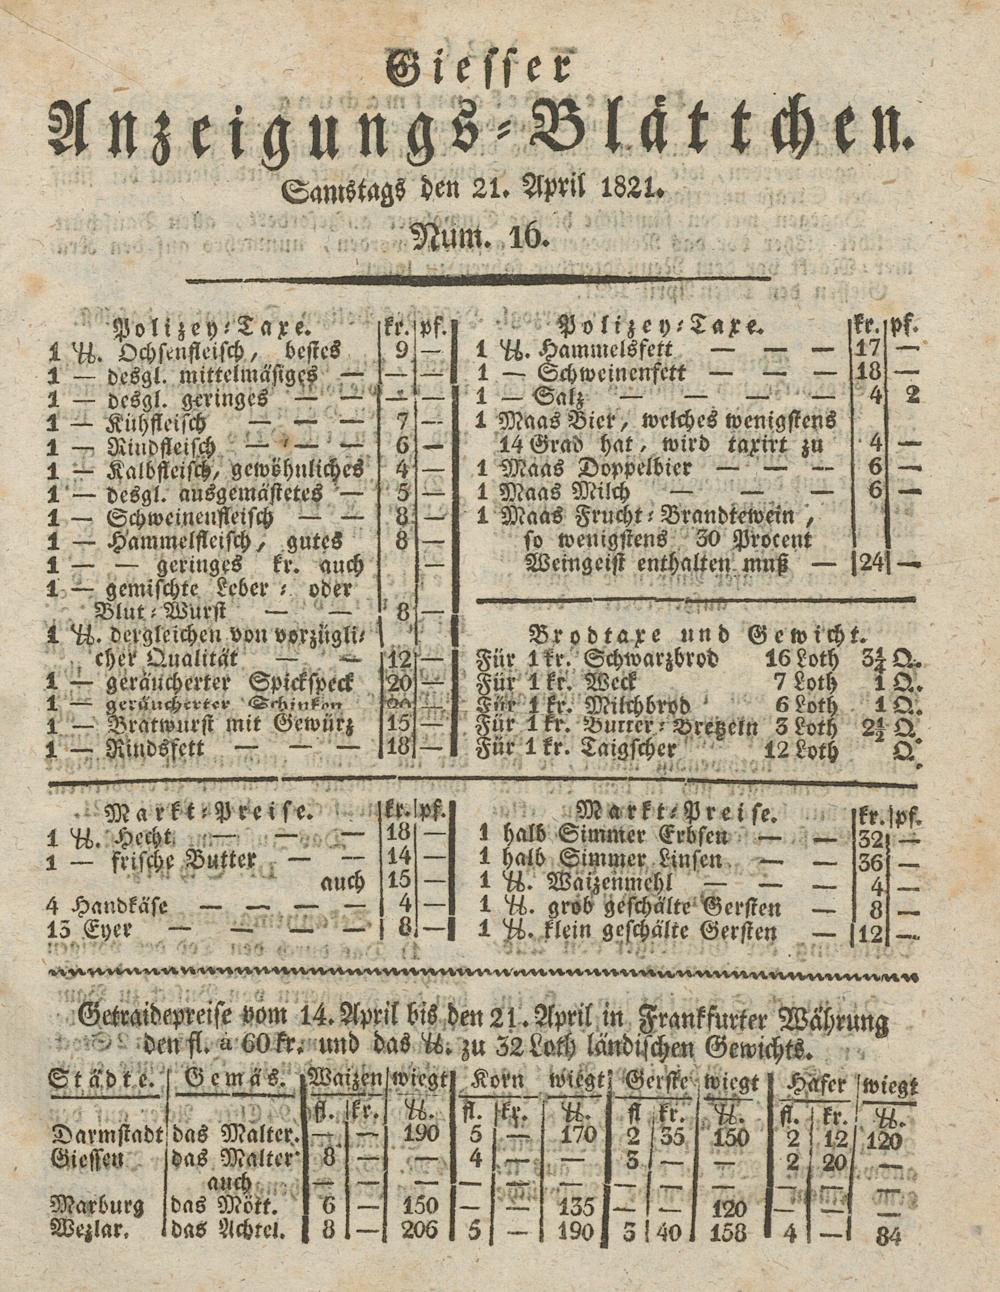 Giesser
Anzeigungs-Blättchen.
Samstags den 21. April 1821.
Num. 16.
Polizey-Taxe. kr. pf.
1 ℔. Ochsenfleisch, bestes 9 —
1 — desgl. mittelmäsiges — — —
1 — desgl. geringes — — — —
1 — Kühfleisch — — — 7 —
1 — Rindfleisch — — — 6 —
1 — Kalbfleisch, gewöhnliches 4 —
1 — desgl. ausgemästetes — 5 —
1 — Schweinenfleisch — — 8 —
1 — Hammelfleisch, gutes 8 —
1 — — geringes kr. auch —
1 — gemischte Leber- oder
Blut-Wurst — — 8 —
1 ℔. dergleichen von vorzügli-
cher Qualität — — 12 —
1 — geräucherter Spickspeck 20 —
1 — geräucherter Schinken —
1 — Bratwurst mit Gewürz 15 —
1 — Rindsfett — — — 18 —
Polizey-Taxe. kr. pf.
1 ℔. Hammelsfett — — — 17 —
1 — Schweinenfett — — — 18 —
1 — Salz — — — — 4 2
1 Maas Bier, welches wenigstens
14 Grad hat, wird taxirt zu 4 —
1 Maas Doppelbier — — — 6 —
1 Maas Milch — — — 6 —
1 Maas Frucht-Brandtewein,
so wenigstens 30 Procent
Weingeist enthalten muß — 24 —
Brodtaxe und Gewicht.
Für 1 kr. Schwarzbrod 16 Loth 3½ Q.
Für 1 kr. Weck 7 Loth 1 Q.
Für 1 kr. Milchbrod 6 Loth 1 Q.
Für 1 kr. Butter-Bretzeln 3 Loth 2½ Q.
Für 1 kr. Taigscher 12 Loth Q.
Markt-Preise. kr. pf.
1 ℔. Hecht — — — 18 —
1 — frische Butter — — 14 —
auch 15 —
4 Handkäse — — — — 4 —
13 Eyer — — — — 8 —
Markt-Preise. kr. pf.
1 halb Simmer Erbsen — — 32 —
1 halb Simmer Linsen — — 36 —
1 ℔. Waizenmehl — — — 4 —
1 ℔. grob geschälte Gersten — 8 —
1 ℔. klein geschälte Gersten — 12 —
Getraidepreise vom 14. April bis den 21. April in Frankfurter Währung
den fl. à 60 kr. und das ℔. zu 32 Loth ländischen Gewichts.
Städte. Gemäs. Waizen wiegt Korn wiegt Gerste wiegt Hafer wiegt
fl. kr. ℔. fl. kr. ℔. fl kr. ℔. fl. kr. ℔.
Darmstadt das Malter. — — 190 5 — 170 2 35 150 2 12 120
Giessen das Malter 8 — — 4 — — 3 — — 2 20 —
auch — — — — — — — — — — — —
Marburg das Mött. 6 — 150 — — 135 — — 120 — — —
Wezlar. das Achtel. 8 — 206 5 — 190 3 40 158 4 — 84